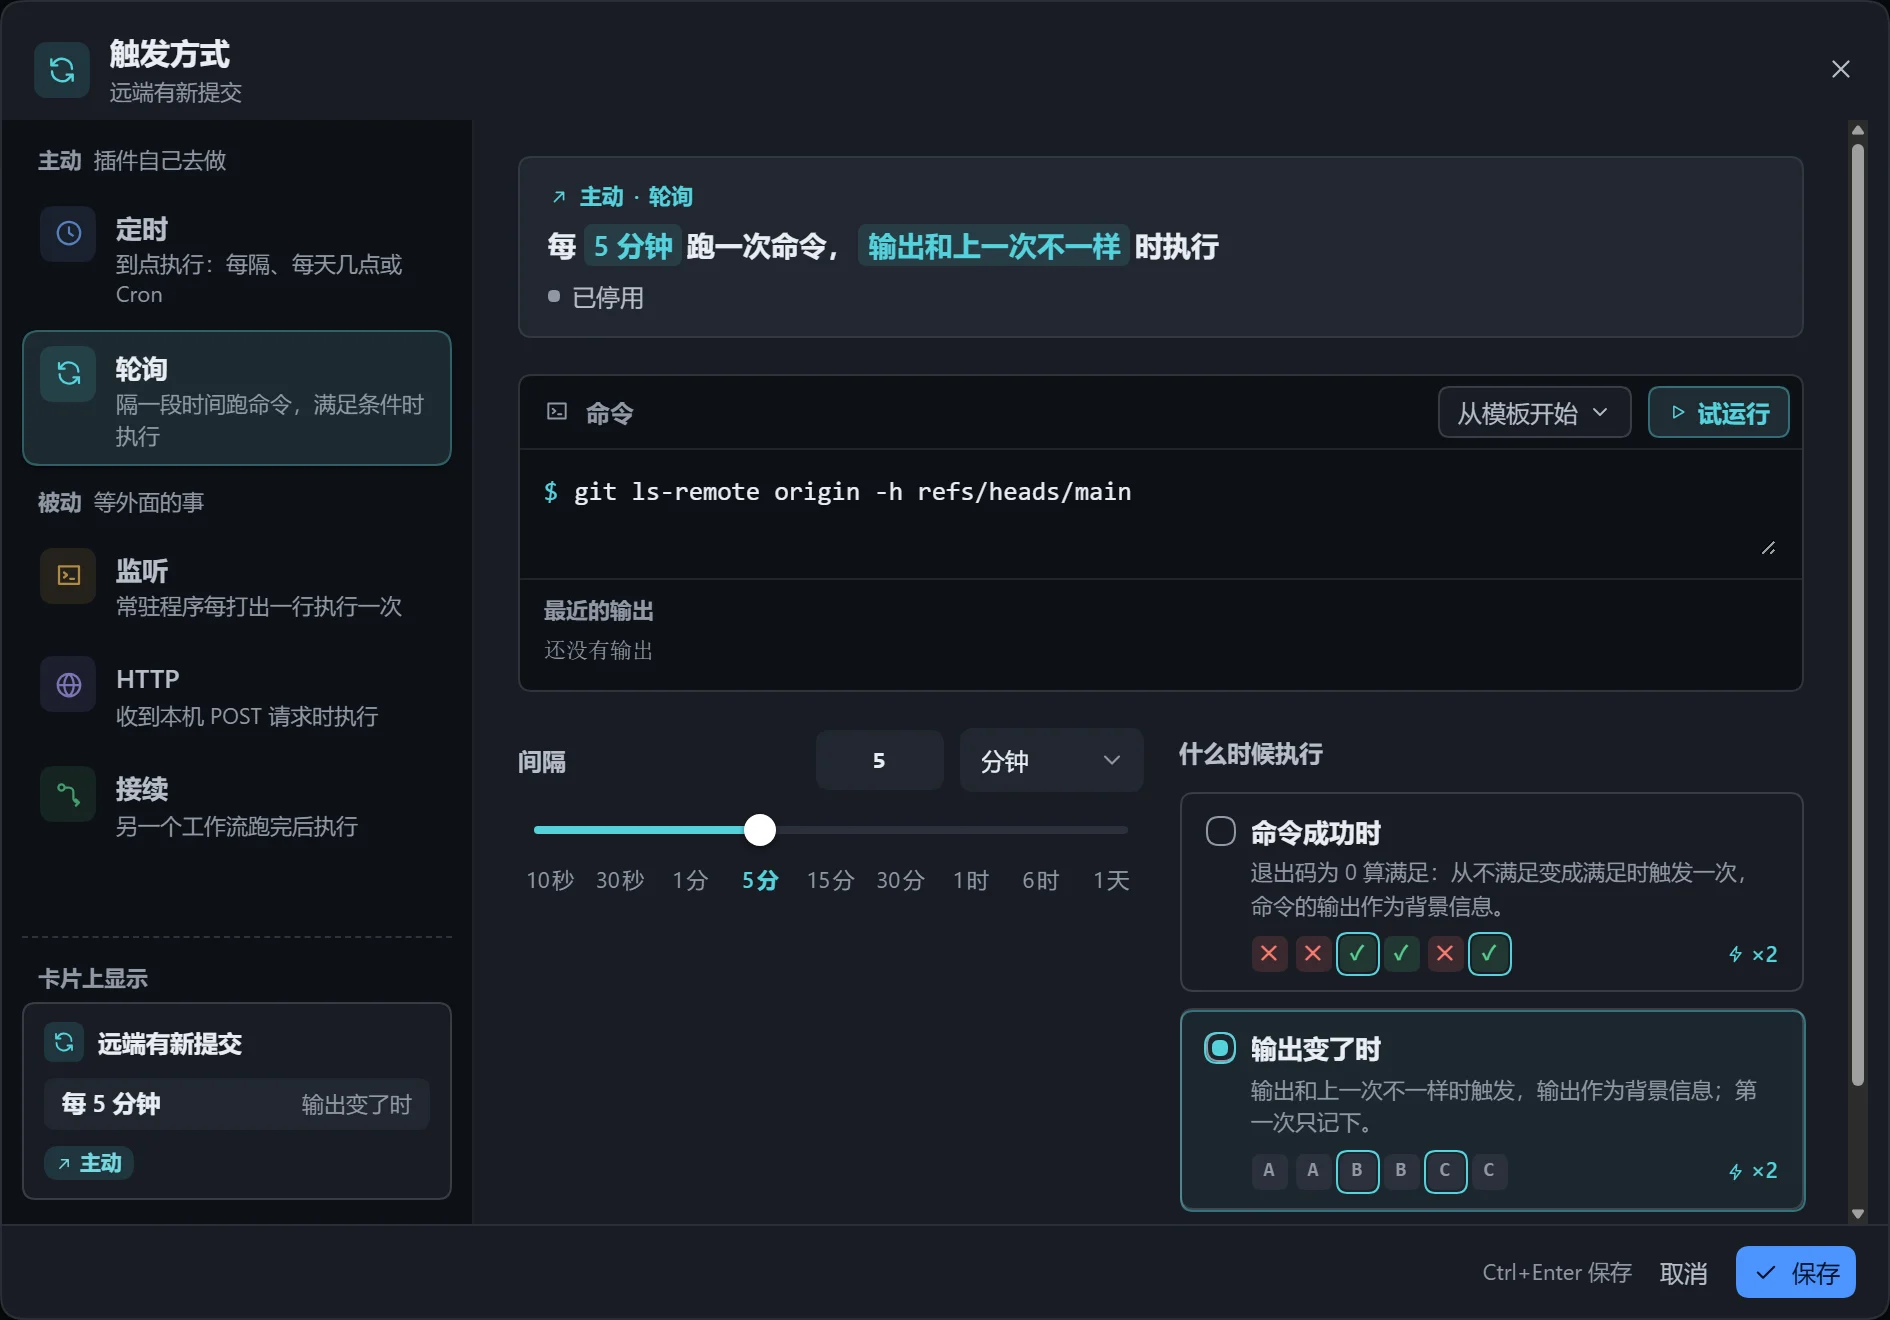 触发方式
远端有新提交
主动 插件自己去做
定时
到点执行：每隔、每天几点或
Cron
轮询
隔一段时间跑命令，满足条件时
执行
被动 等外面的事
监听
常驻程序每打出一行执行一次
HTTP
收到本机 POST 请求时执行
接续
另一个工作流跑完后执行
卡片上显示
远端有新提交
每 5 分钟 输出变了时
主动
主动 · 轮询
每 5 分钟 跑一次命令， 输出和上一次不一样 时执行
已停用
命令 从模板开始 试运行
$ git ls-remote origin -h refs/heads/main
最近的输出
还没有输出
间隔 5 分钟
10秒 30秒 1分 5分 15分 30分 1时 6时 1天
什么时候执行
命令成功时
退出码为 0 算满足：从不满足变成满足时触发一次，
命令的输出作为背景信息。
×2
输出变了时
输出和上一次不一样时触发，输出作为背景信息；第
一次只记下。
A A B B C C ×2
Ctrl+Enter 保存 取消 保存